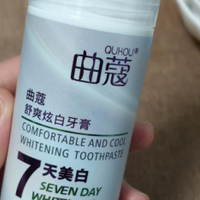 QUHOU®
曲蔻
曲蔻
舒爽炫白牙膏
COMFORTABLE AND COOL
WHITENING TOOTHPASTE
7天美白
SEVEN DAY
WHITE